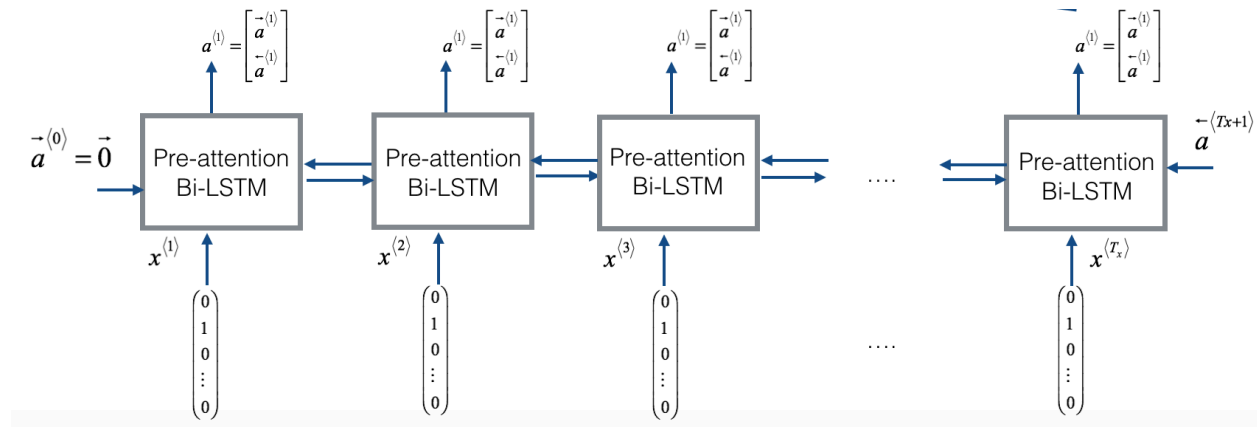 a⟨1⟩ = [a→⟨1⟩ a←⟨1⟩]
a⟨1⟩ = [a→⟨1⟩ a←⟨1⟩]
a⟨1⟩ = [a→⟨1⟩ a←⟨1⟩]
a⟨1⟩ = [a→⟨1⟩ a←⟨1⟩]
a→⟨0⟩ = 0→
Pre-attention
Bi-LSTM
Pre-attention
Bi-LSTM
Pre-attention
Bi-LSTM
....
Pre-attention
Bi-LSTM
a←⟨Tx+1⟩
x⟨1⟩
x⟨2⟩
x⟨3⟩
x⟨Tx⟩
(0 1 0 ⋮ 0)
(0 1 0 ⋮ 0)
(0 1 0 ⋮ 0)
....
(0 1 0 ⋮ 0)